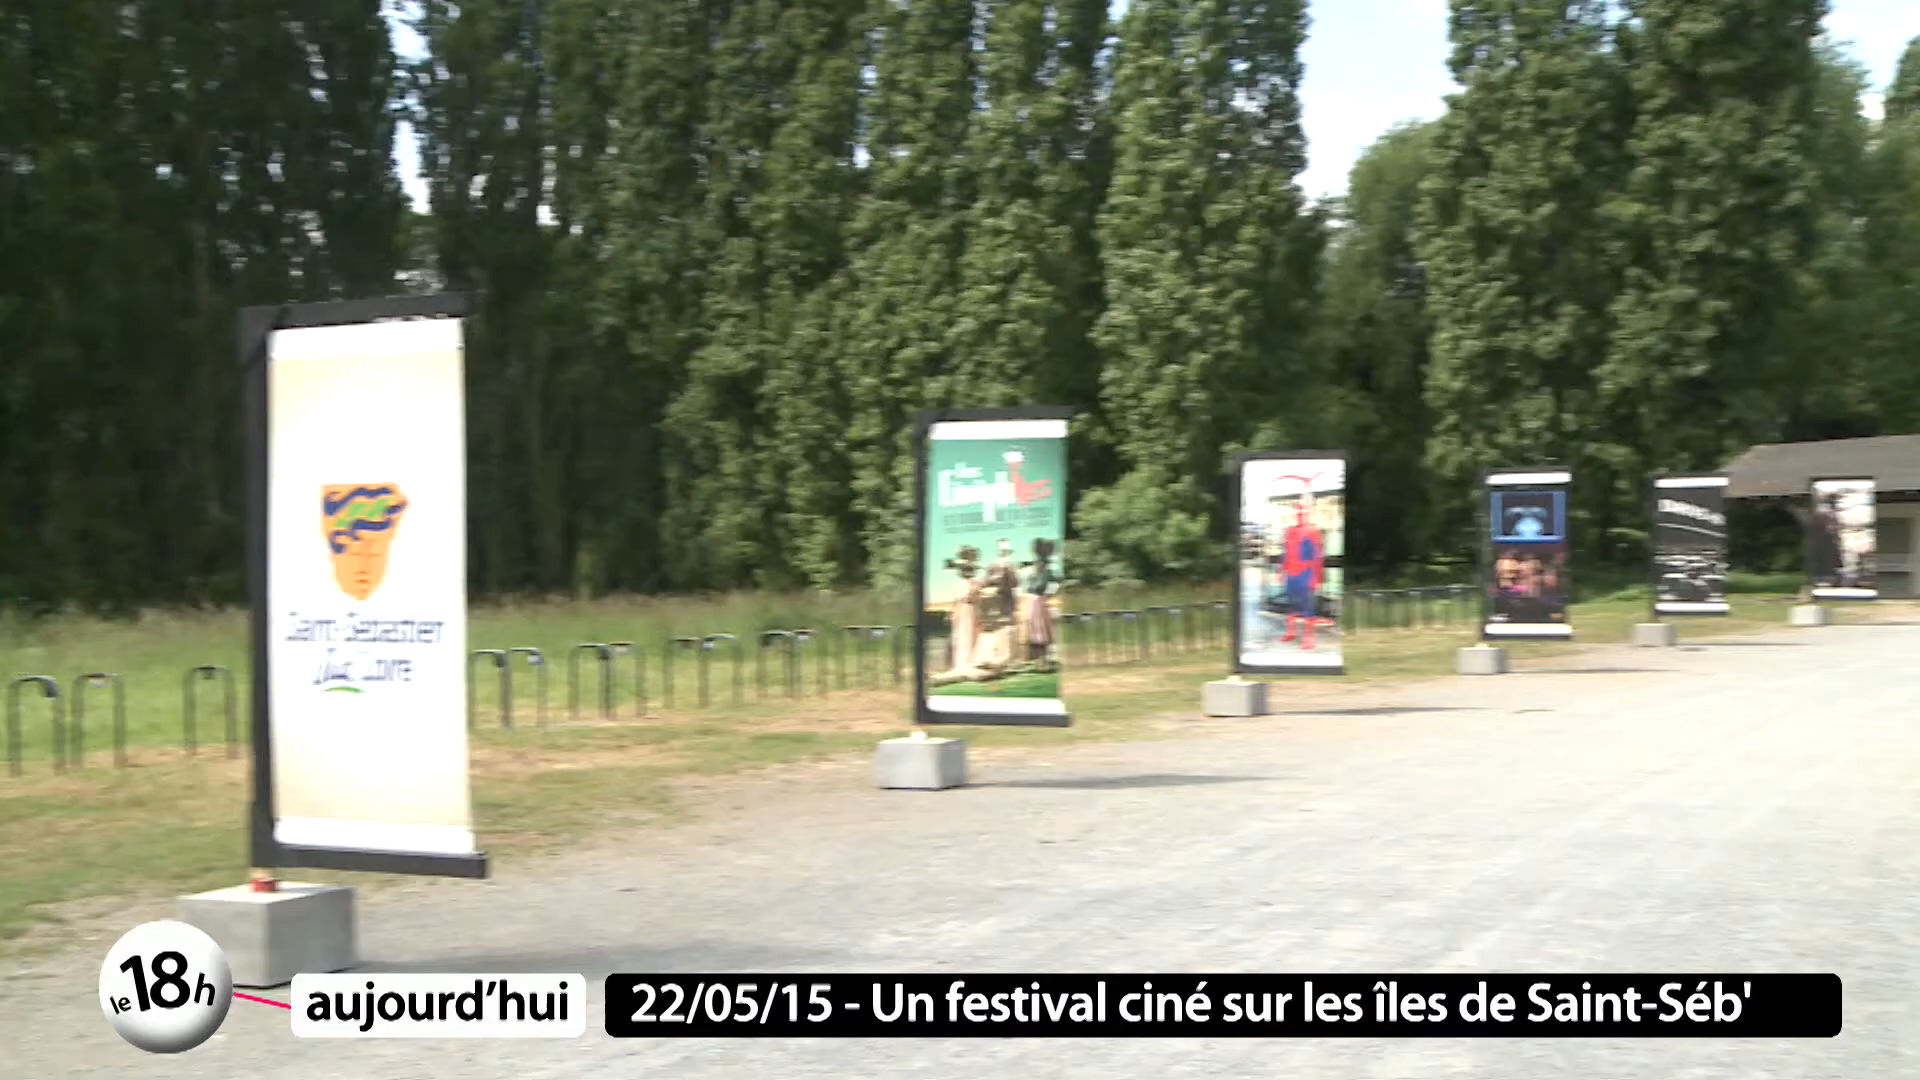 Saint-Sébastien
sur Loire
le 18h
aujourd'hui
22/05/15 - Un festival ciné sur les îles de Saint-Séb'